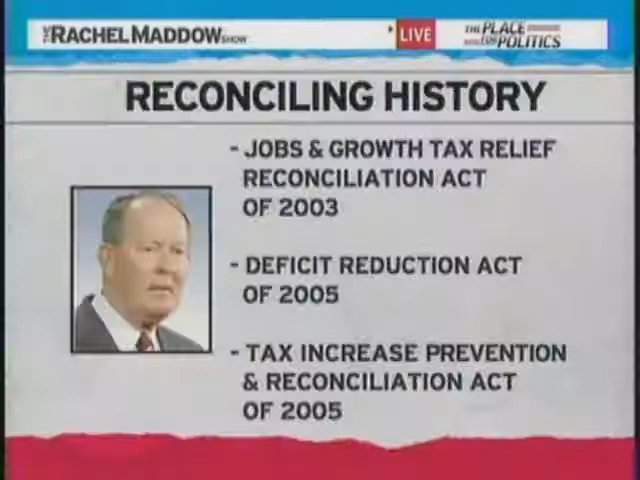 THE RACHEL MADDOW SHOW
LIVE
THE PLACE
FOR POLITICS
RECONCILING HISTORY
- JOBS & GROWTH TAX RELIEF
RECONCILIATION ACT
OF 2003
- DEFICIT REDUCTION ACT
OF 2005
- TAX INCREASE PREVENTION
& RECONCILIATION ACT
OF 2005